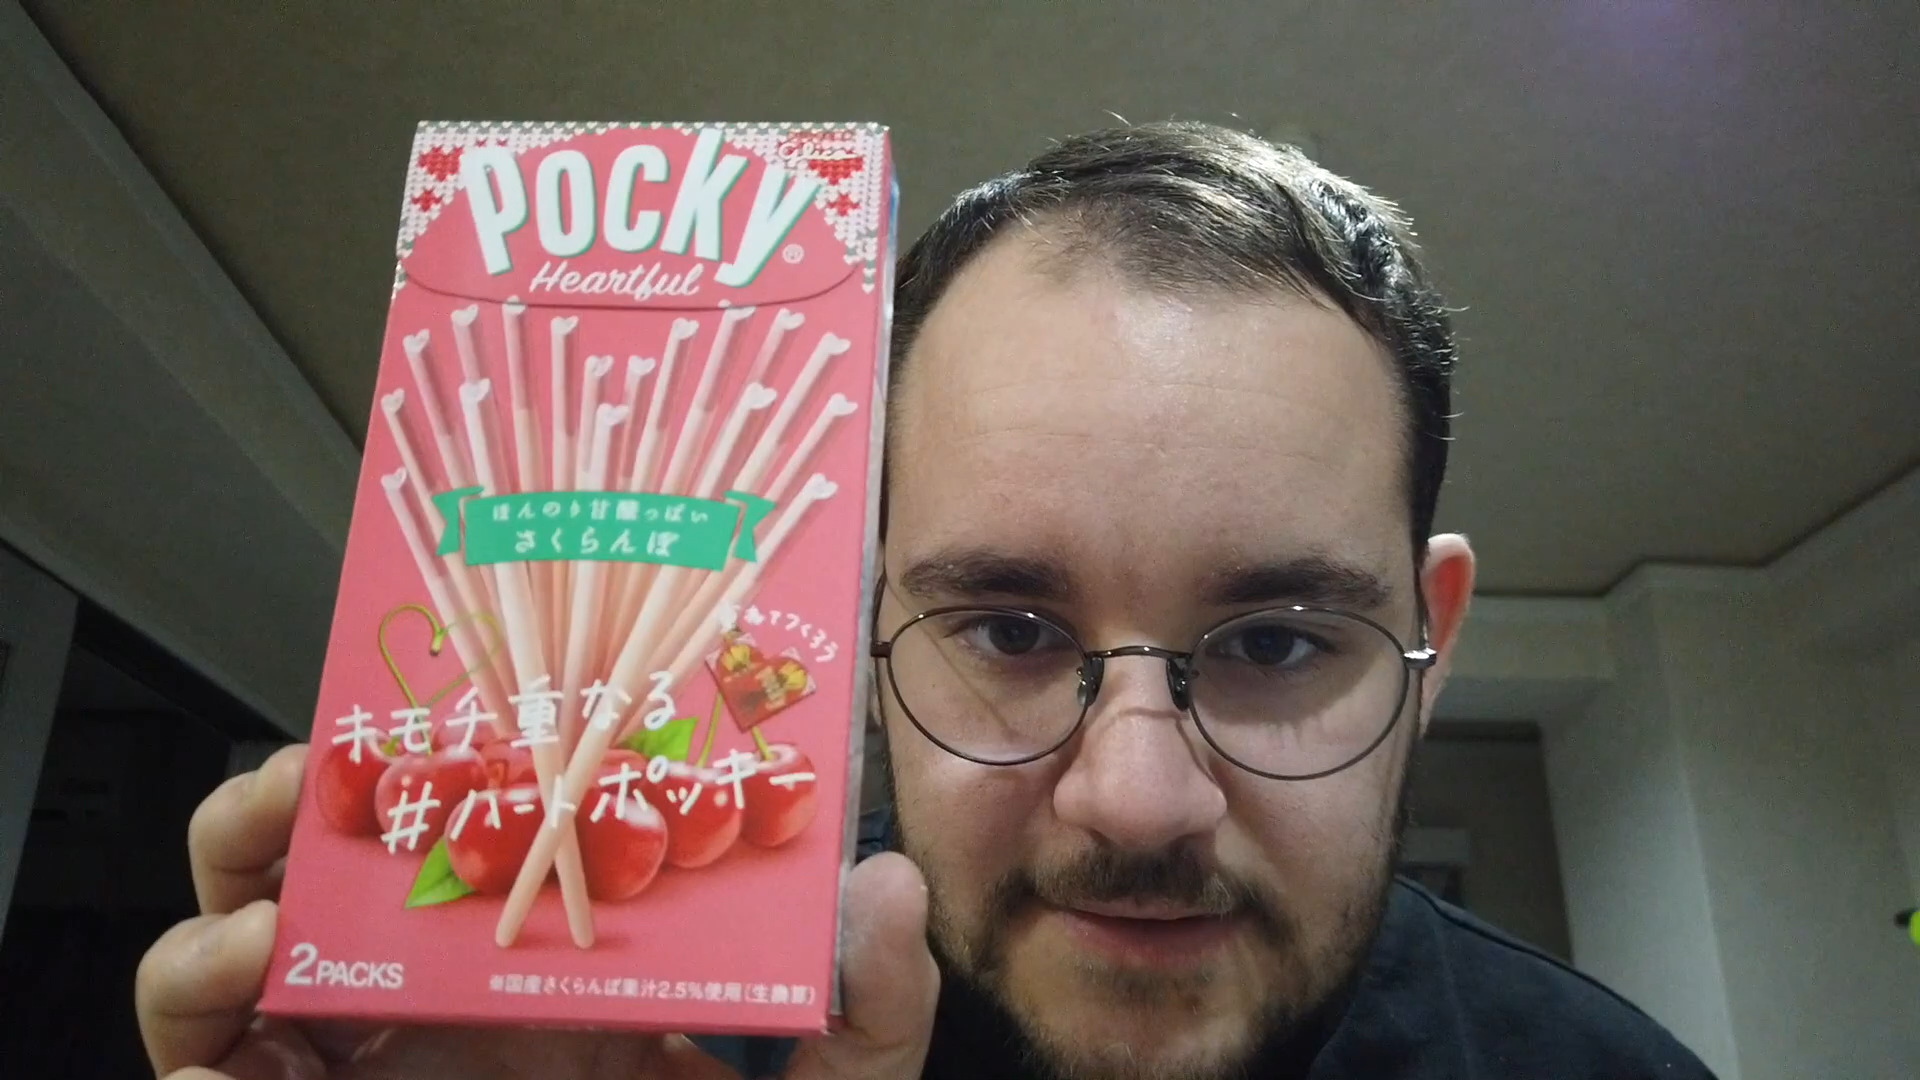 Glico
Pocky®
Heartful
ほんのり甘酸っぱい
さくらんぼ
キモチ重なる
#ハートポッキー
2PACKS
※国産さくらんぼ果汁2.5%使用(生換算)